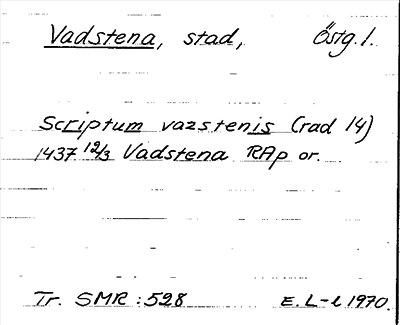 Vadstena, stad, Östg. l.
Scriptum vazstenis (rad 14)
1437 12/3 Vadstena RAp or.
Tr. SMR : 528 E. L-l 1970.